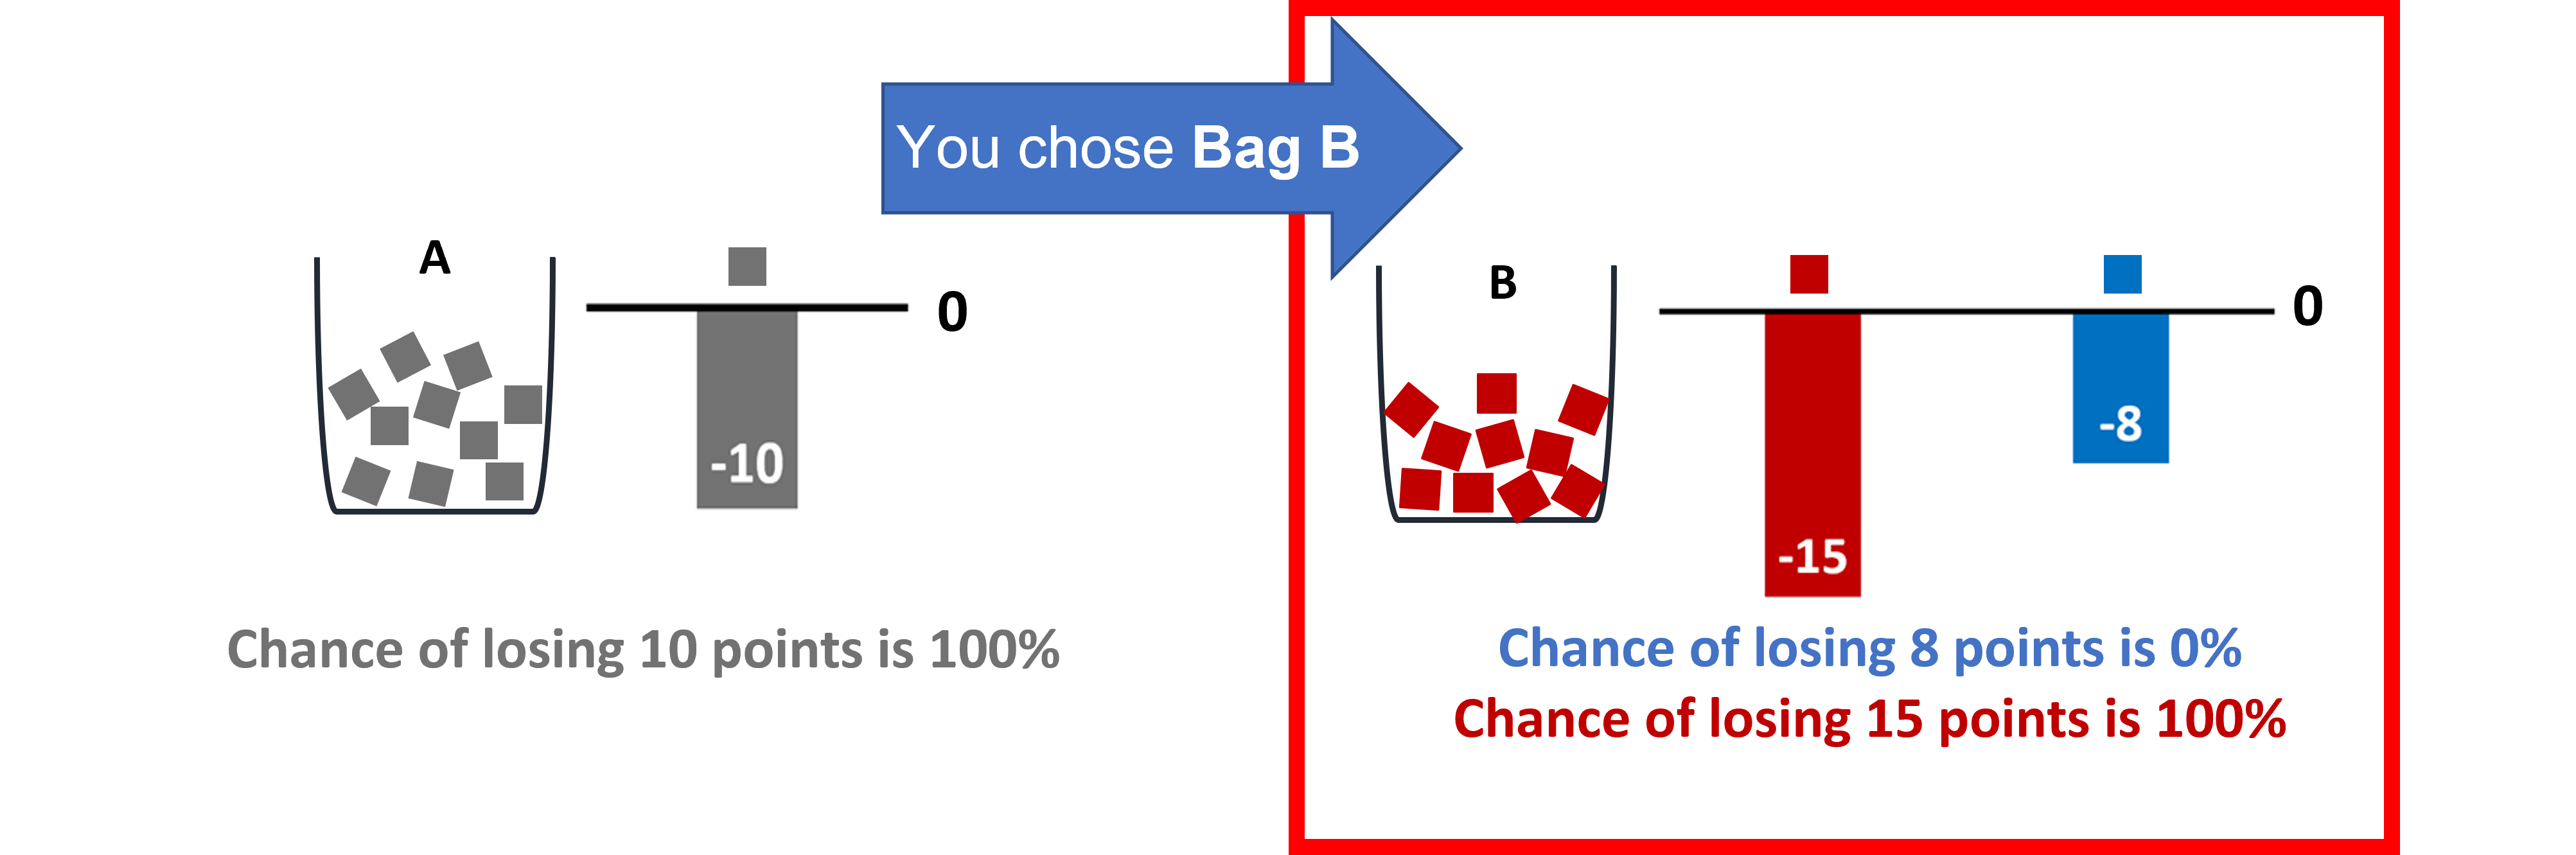 You chose Bag B
A
0
-10
Chance of losing 10 points is 100%
B
0
-15
-8
Chance of losing 8 points is 0%
Chance of losing 15 points is 100%